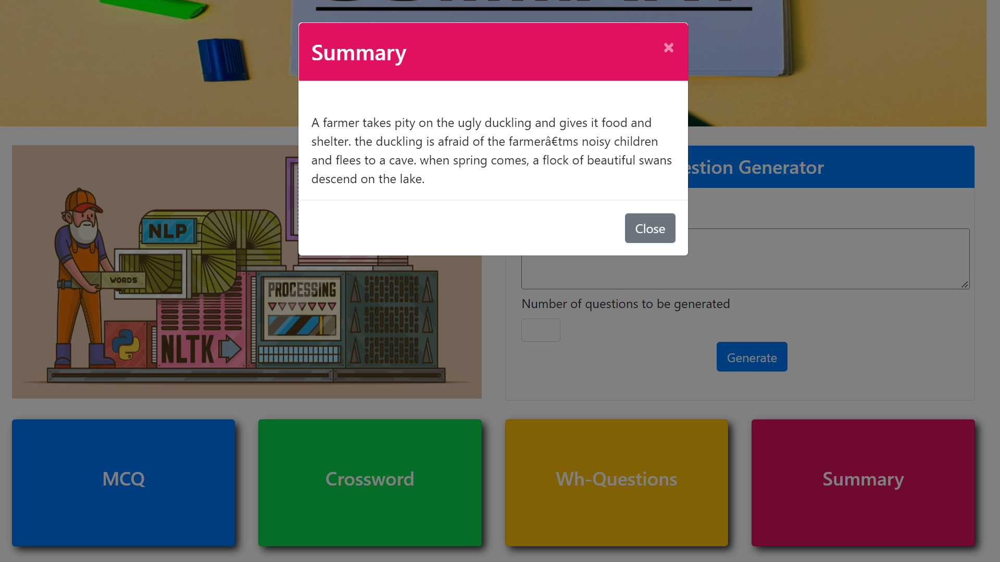 Summary
×
A farmer takes pity on the ugly duckling and gives it food and
shelter. the duckling is afraid of the farmerâ€tms noisy children
and flees to a cave. when spring comes, a flock of beautiful swans
descend on the lake.
Close
estion Generator
NLP
WORDS
PROCESSING
NLTK
Number of questions to be generated
Generate
MCQ
Crossword
Wh-Questions
Summary